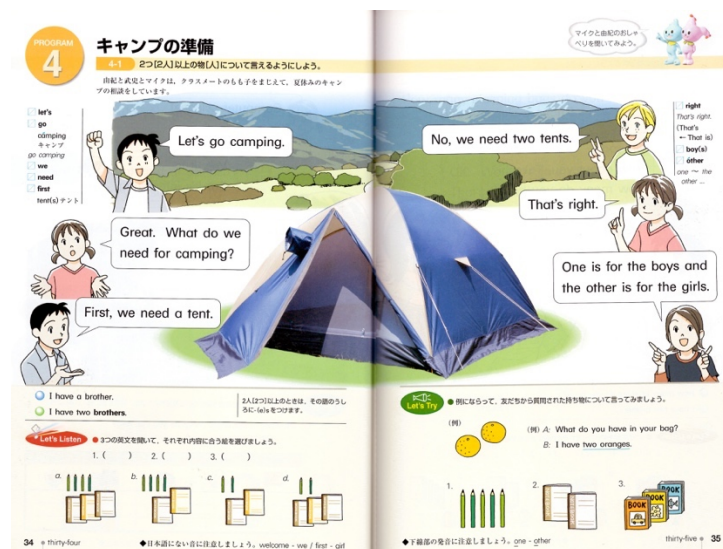 PROGRAM
4
キャンプの準備
4-1 2つ[2人]以上の物[人]について言えるようにしよう。
由紀と武史とマイクは，クラスメートのもも子をまじえて，夏休みのキャン
プの相談をしています。
let's
go
cámping
キャンプ
go camping
we
need
first
tent(s) テント
Let's go camping.
Great. What do we
need for camping?
First, we need a tent.
I have a brother.
I have two brothers.
2人[2つ]以上のときは，その語のうし
ろに-(e)sをつけます。
Let's Listen
●3つの英文を聞いて，それぞれ内容に合う絵を選びましょう。
1. ( ) 2. ( ) 3. ( )
a. b. c. d.
34 ● thirty-four
◆日本語にない音に注意しましょう。welcome - we / first - girl
マイクと由紀のおしゃ
べりを聞いてみよう。
No, we need two tents.
That's right.
One is for the boys and
the other is for the girls.
right
That's right.
(That's
← That is)
boy(s)
óther
one ～ the
other ...
Let's Try
●例にならって，友だちから質問された持ち物について言ってみましょう。
(例)
(例) A: What do you have in your bag?
B: I have two oranges.
1. 2. 3.
BOOK
BOOK
BOOK
◆下線部の発音に注意しましょう。one - other
thirty-five ● 35